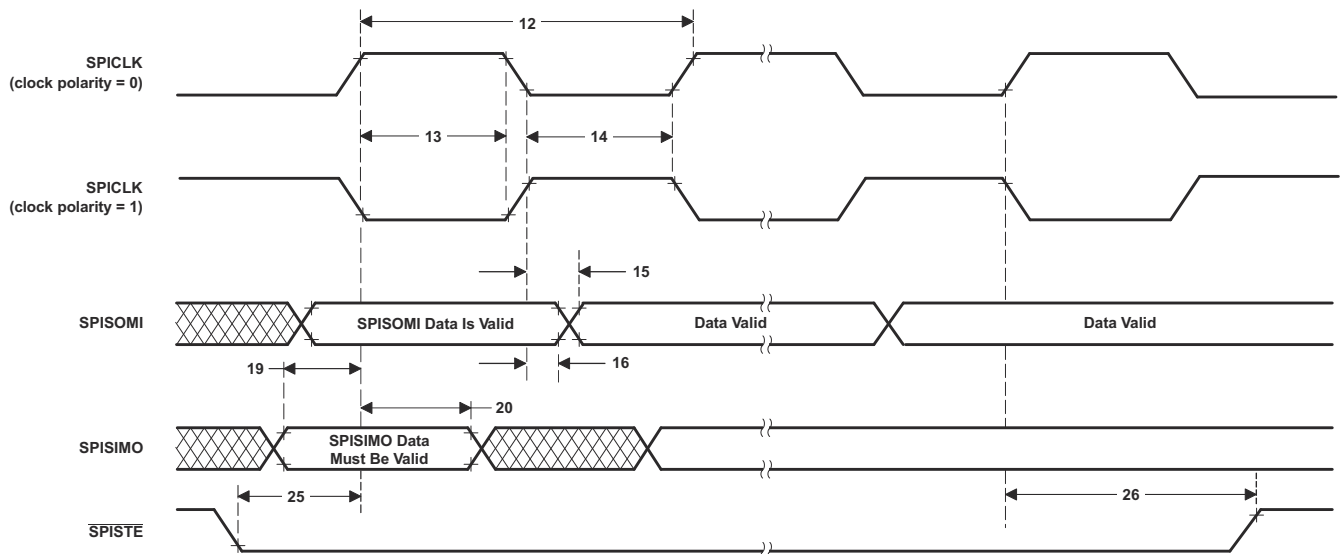 12
SPICLK
(clock polarity = 0)
13
14
SPICLK
(clock polarity = 1)
15
SPISOMI
SPISOMI Data Is Valid
Data Valid
Data Valid
16
19
20
SPISIMO
SPISIMO Data
Must Be Valid
25
26
SPISTE